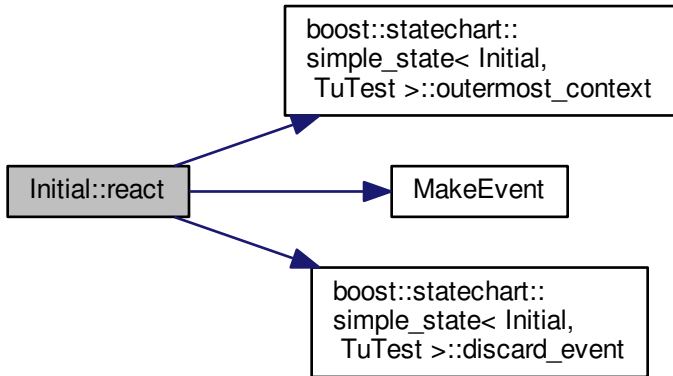 boost::statechart::
simple_state< Initial,
TuTest >::outermost_context
Initial::react
MakeEvent
boost::statechart::
simple_state< Initial,
TuTest >::discard_event